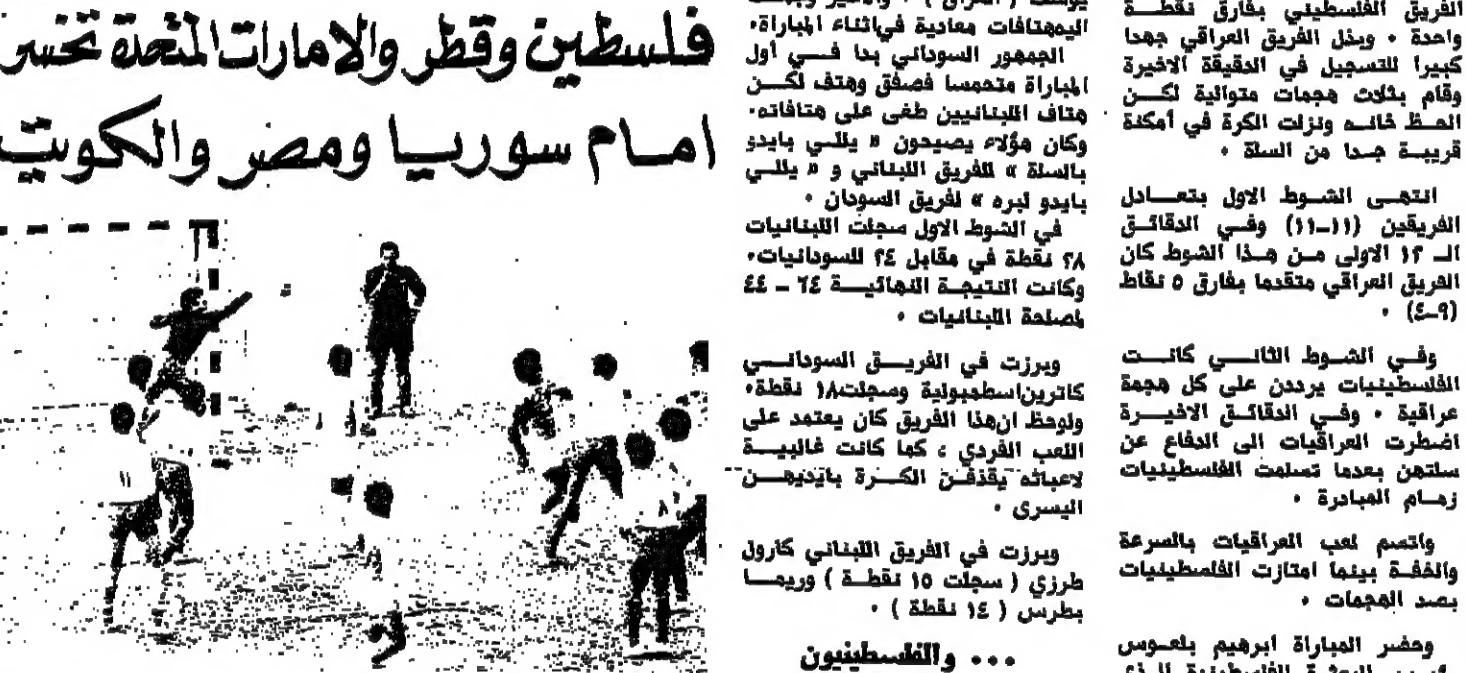 الفريق الفلسطيني بفارق نقطة
واحدة . وبذل الفريق العراقي جهدا
كبيرا للتسجيل في الدقيقة الاخيرة
وقام بثلاث هجمات متوالية لكن
الحظ خانه ونزلت الكرة في أمكنة
قريبة جدا من السلة .
انتهى الشوط الاول بتعادل
الفريقين (١١-١١) وفي الدقائق
الـ ١٢ الاولى من هذا الشوط كان
الفريق العراقي متقدما بفارق ٥ نقاط
(٩-٤) .
وفي الشوط الثاني كانت
الفلسطينيات يرددن على كل هجمة
عراقية . وفي الدقائق الاخيرة
اضطرت العراقيات الى الدفاع عن
سلتهن بعدما تسلمت الفلسطينيات
زمام المبادرة .
واتسم لعب العراقيات بالسرعة
والخفة بينما امتازت الفلسطينيات
بصد الهجمات .
وحضر المباراة ابرهيم بلعوس
البعثة الفلسطينية الذي
( العراق ) .
اليه هتافات معادية في اثناء المباراة.
الجمهور السوداني بدا في أول
المباراة متحمسا فصفق وهتف لكن
هتاف اللبنانيين طغى على هتافاته.
وكان هؤلاء يصيحون « يللي بايدو
بالسلة » للفريق اللبناني و « يللي
بايدو لبره » لفريق السودان .
في الشوط الاول سجلت اللبنانيات
٢٨ نقطة في مقابل ٢٤ للسودانيات.
وكانت النتيجة النهائية ٦٤ - ٤٤
لمصلحة اللبنانيات .
وبرزت في الفريق السوداني
كاترين اسطمبولية وسجلت ١٨ نقطة.
ولوحظ ان هذا الفريق كان يعتمد على
اللعب الفردي ، كما كانت غالبية
لاعباته يقذفن الكرة بايديهن
اليسرى .
وبرزت في الفريق اللبناني كارول
طرزي ( سجلت ١٥ نقطة ) وريما
بطرس ( ١٤ نقطة ) .
... والفلسطينيون
فلسطين وقطر والامارات المتحدة تخسر
امام سوريا ومصر والكويت
١١
٨